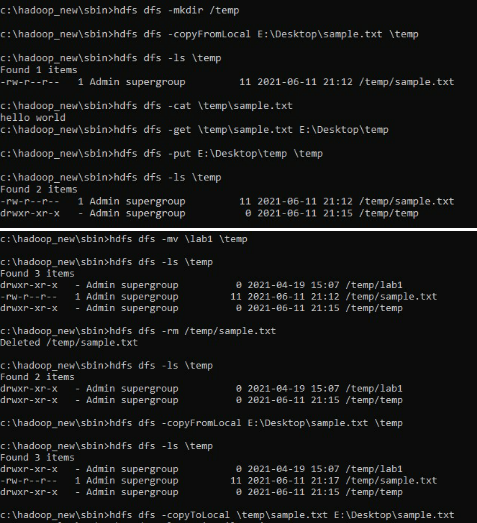 c:\hadoop_new\sbin>hdfs dfs -mkdir /temp
c:\hadoop_new\sbin>hdfs dfs -copyFromLocal E:\Desktop\sample.txt \temp
c:\hadoop_new\sbin>hdfs dfs -ls \temp
Found 1 items
-rw-r--r--   1 Admin supergroup         11 2021-06-11 21:12 /temp/sample.txt
c:\hadoop_new\sbin>hdfs dfs -cat \temp\sample.txt
hello world
c:\hadoop_new\sbin>hdfs dfs -get \temp\sample.txt E:\Desktop\temp
c:\hadoop_new\sbin>hdfs dfs -put E:\Desktop\temp \temp
c:\hadoop_new\sbin>hdfs dfs -ls \temp
Found 2 items
-rw-r--r--   1 Admin supergroup         11 2021-06-11 21:12 /temp/sample.txt
drwxr-xr-x   - Admin supergroup          0 2021-06-11 21:15 /temp/temp
c:\hadoop_new\sbin>hdfs dfs -mv \lab1 \temp
c:\hadoop_new\sbin>hdfs dfs -ls \temp
Found 3 items
drwxr-xr-x   - Admin supergroup          0 2021-04-19 15:07 /temp/lab1
-rw-r--r--   1 Admin supergroup         11 2021-06-11 21:12 /temp/sample.txt
drwxr-xr-x   - Admin supergroup          0 2021-06-11 21:15 /temp/temp
c:\hadoop_new\sbin>hdfs dfs -rm /temp/sample.txt
Deleted /temp/sample.txt
c:\hadoop_new\sbin>hdfs dfs -ls \temp
Found 2 items
drwxr-xr-x   - Admin supergroup          0 2021-04-19 15:07 /temp/lab1
drwxr-xr-x   - Admin supergroup          0 2021-06-11 21:15 /temp/temp
c:\hadoop_new\sbin>hdfs dfs -copyFromLocal E:\Desktop\sample.txt \temp
c:\hadoop_new\sbin>hdfs dfs -ls \temp
Found 3 items
drwxr-xr-x   - Admin supergroup          0 2021-04-19 15:07 /temp/lab1
-rw-r--r--   1 Admin supergroup         11 2021-06-11 21:17 /temp/sample.txt
drwxr-xr-x   - Admin supergroup          0 2021-06-11 21:15 /temp/temp
c:\hadoop_new\sbin>hdfs dfs -copyToLocal \temp\sample.txt E:\Desktop\sample.txt